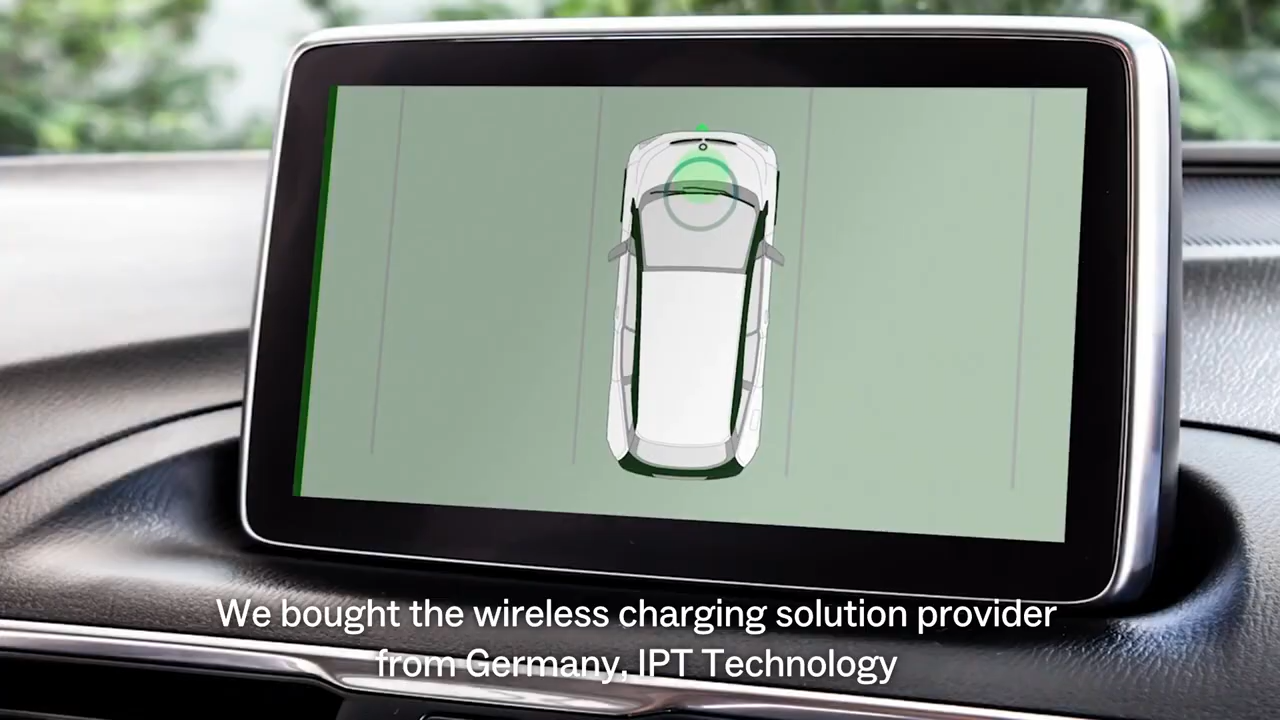 We bought the wireless charging solution provider
from Germany, IPT Technology